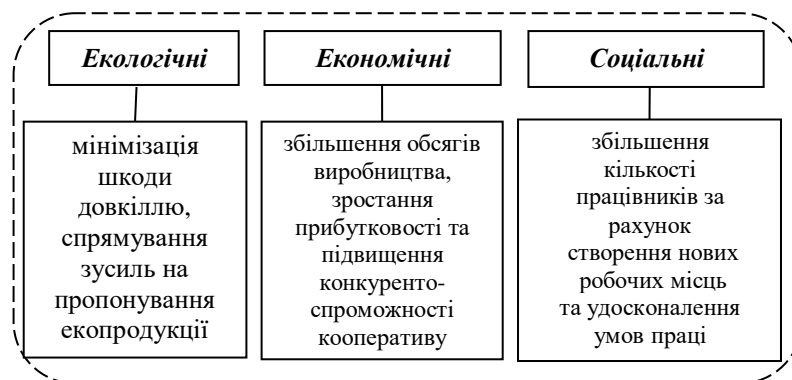 Екологічні
мінімізація
шкоди
довкіллю,
спрямування
зусиль на
пропонування
екопродукції
Економічні
збільшення обсягів
виробництва,
зростання
прибутковості та
підвищення
конкуренто-
спроможності
кооперативу
Соціальні
збільшення
кількості
працівників за
рахунок
створення нових
робочих місць
та удосконалення
умов праці